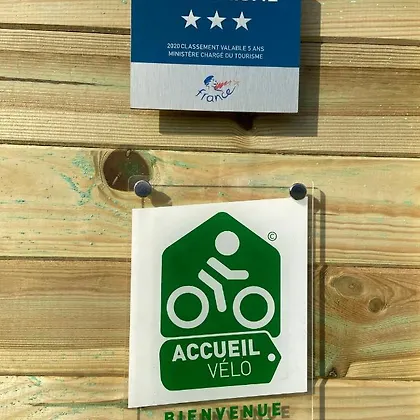 ★★★
2020 CLASSEMENT VALABLE 5 ANS
MINISTÈRE CHARGÉ DU TOURISME
france
©
ACCUEIL
VÉLO
BIENVENUE